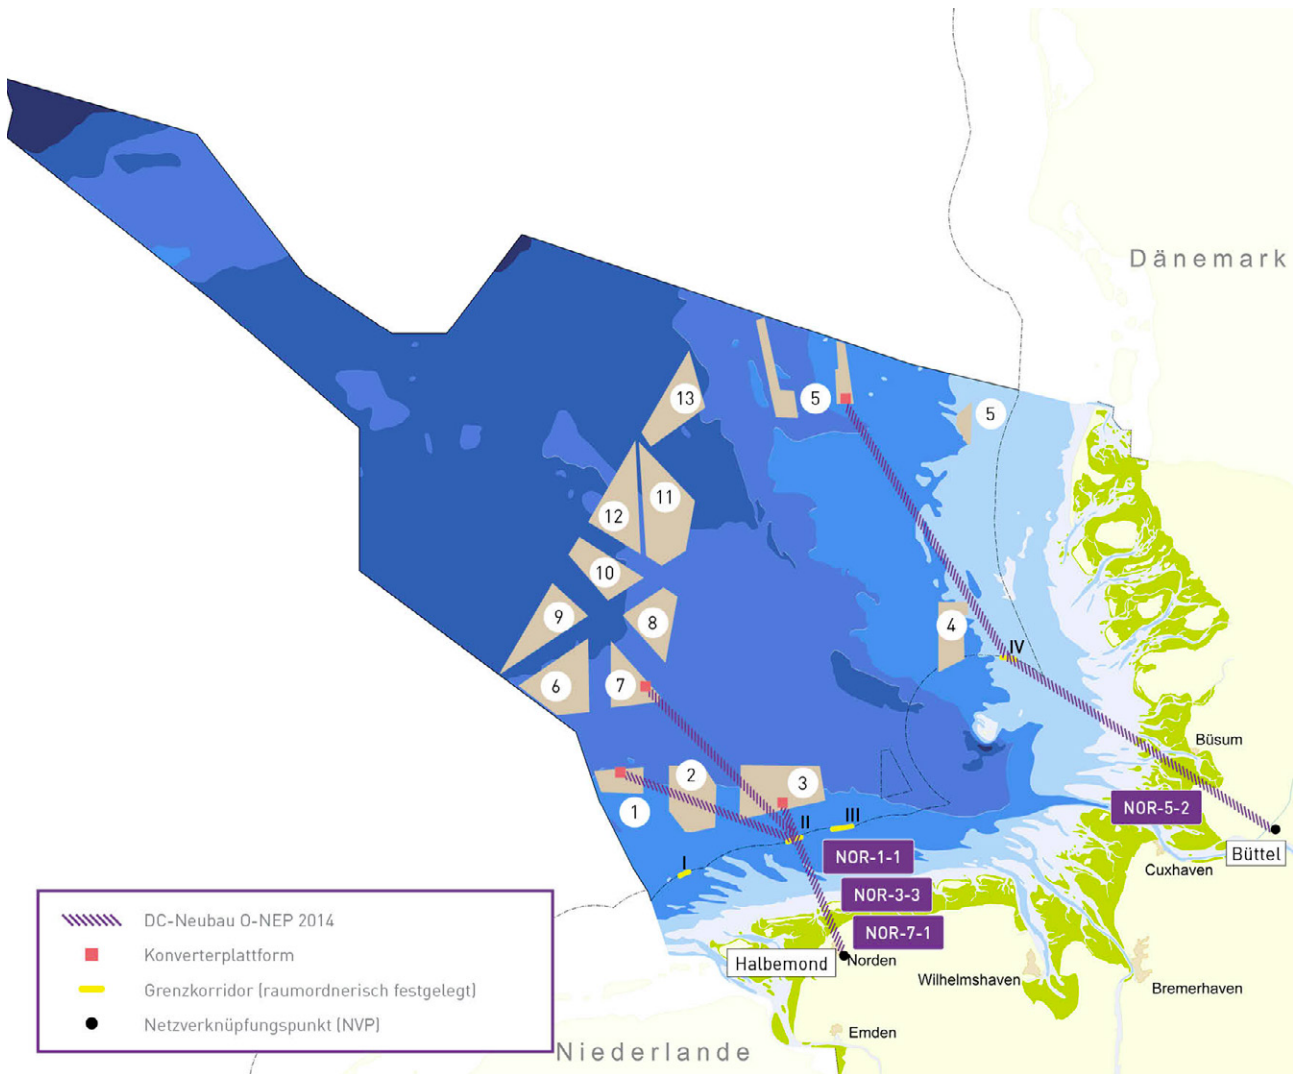 Dänemark
13
5
5
11
12
10
9
8
4
IV
6
7
Büsum
2
3
1
NOR-5-2
II
III
Büttel
I
NOR-1-1
Cuxhaven
NOR-3-3
NOR-7-1
Halbemond
Norden
Wilhelmshaven
Bremerhaven
Emden
Niederlande
DC-Neubau O-NEP 2014
Konverterplattform
Grenzkorridor (raumordnerisch festgelegt)
Netzverknüpfungspunkt (NVP)